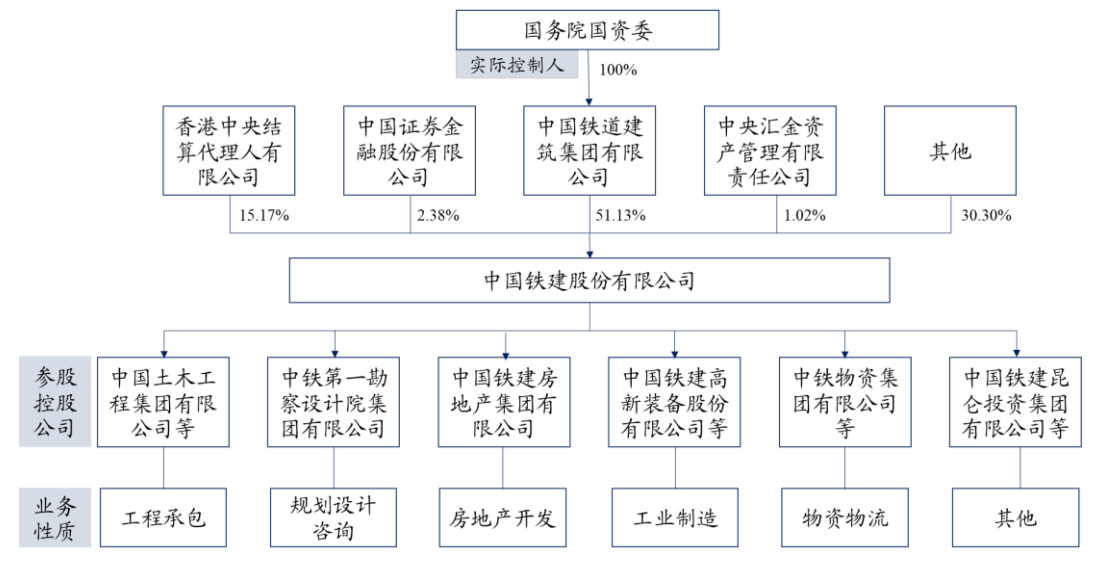 国务院国资委
实际控制人
100%
香港中央结
算代理人有
限公司
中国证券金
融股份有限
公司
中国铁道建
筑集团有限
公司
中央汇金资
产管理有限
责任公司
其他
15.17%
2.38%
51.13%
1.02%
30.30%
中国铁建股份有限公司
参股
控股
公司
中国土木工
程集团有限
公司等
中铁第一勘
察设计院集
团有限公司
中国铁建房
地产集团有
限公司
中国铁建高
新装备股份
有限公司等
中铁物资集
团有限公司
等
中国铁建昆
仑投资集团
有限公司等
业务
性质
工程承包
规划设计
咨询
房地产开发
工业制造
物资物流
其他